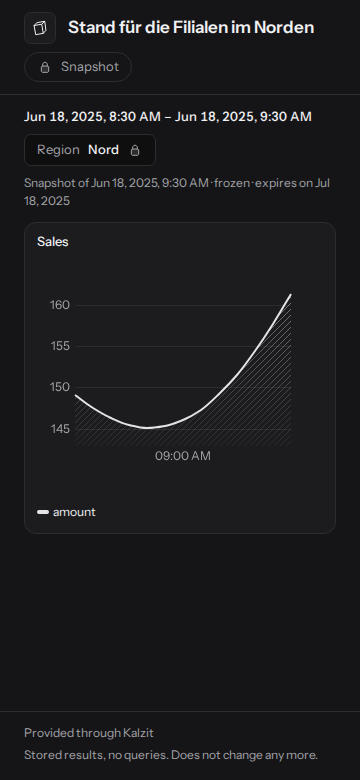 Stand für die Filialen im Norden
Snapshot
Jun 18, 2025, 8:30 AM – Jun 18, 2025, 9:30 AM
Region Nord
Snapshot of Jun 18, 2025, 9:30 AM · frozen · expires on Jul
18, 2025
Sales
160
155
150
145
09:00 AM
amount
Provided through Kalzit
Stored results, no queries. Does not change any more.